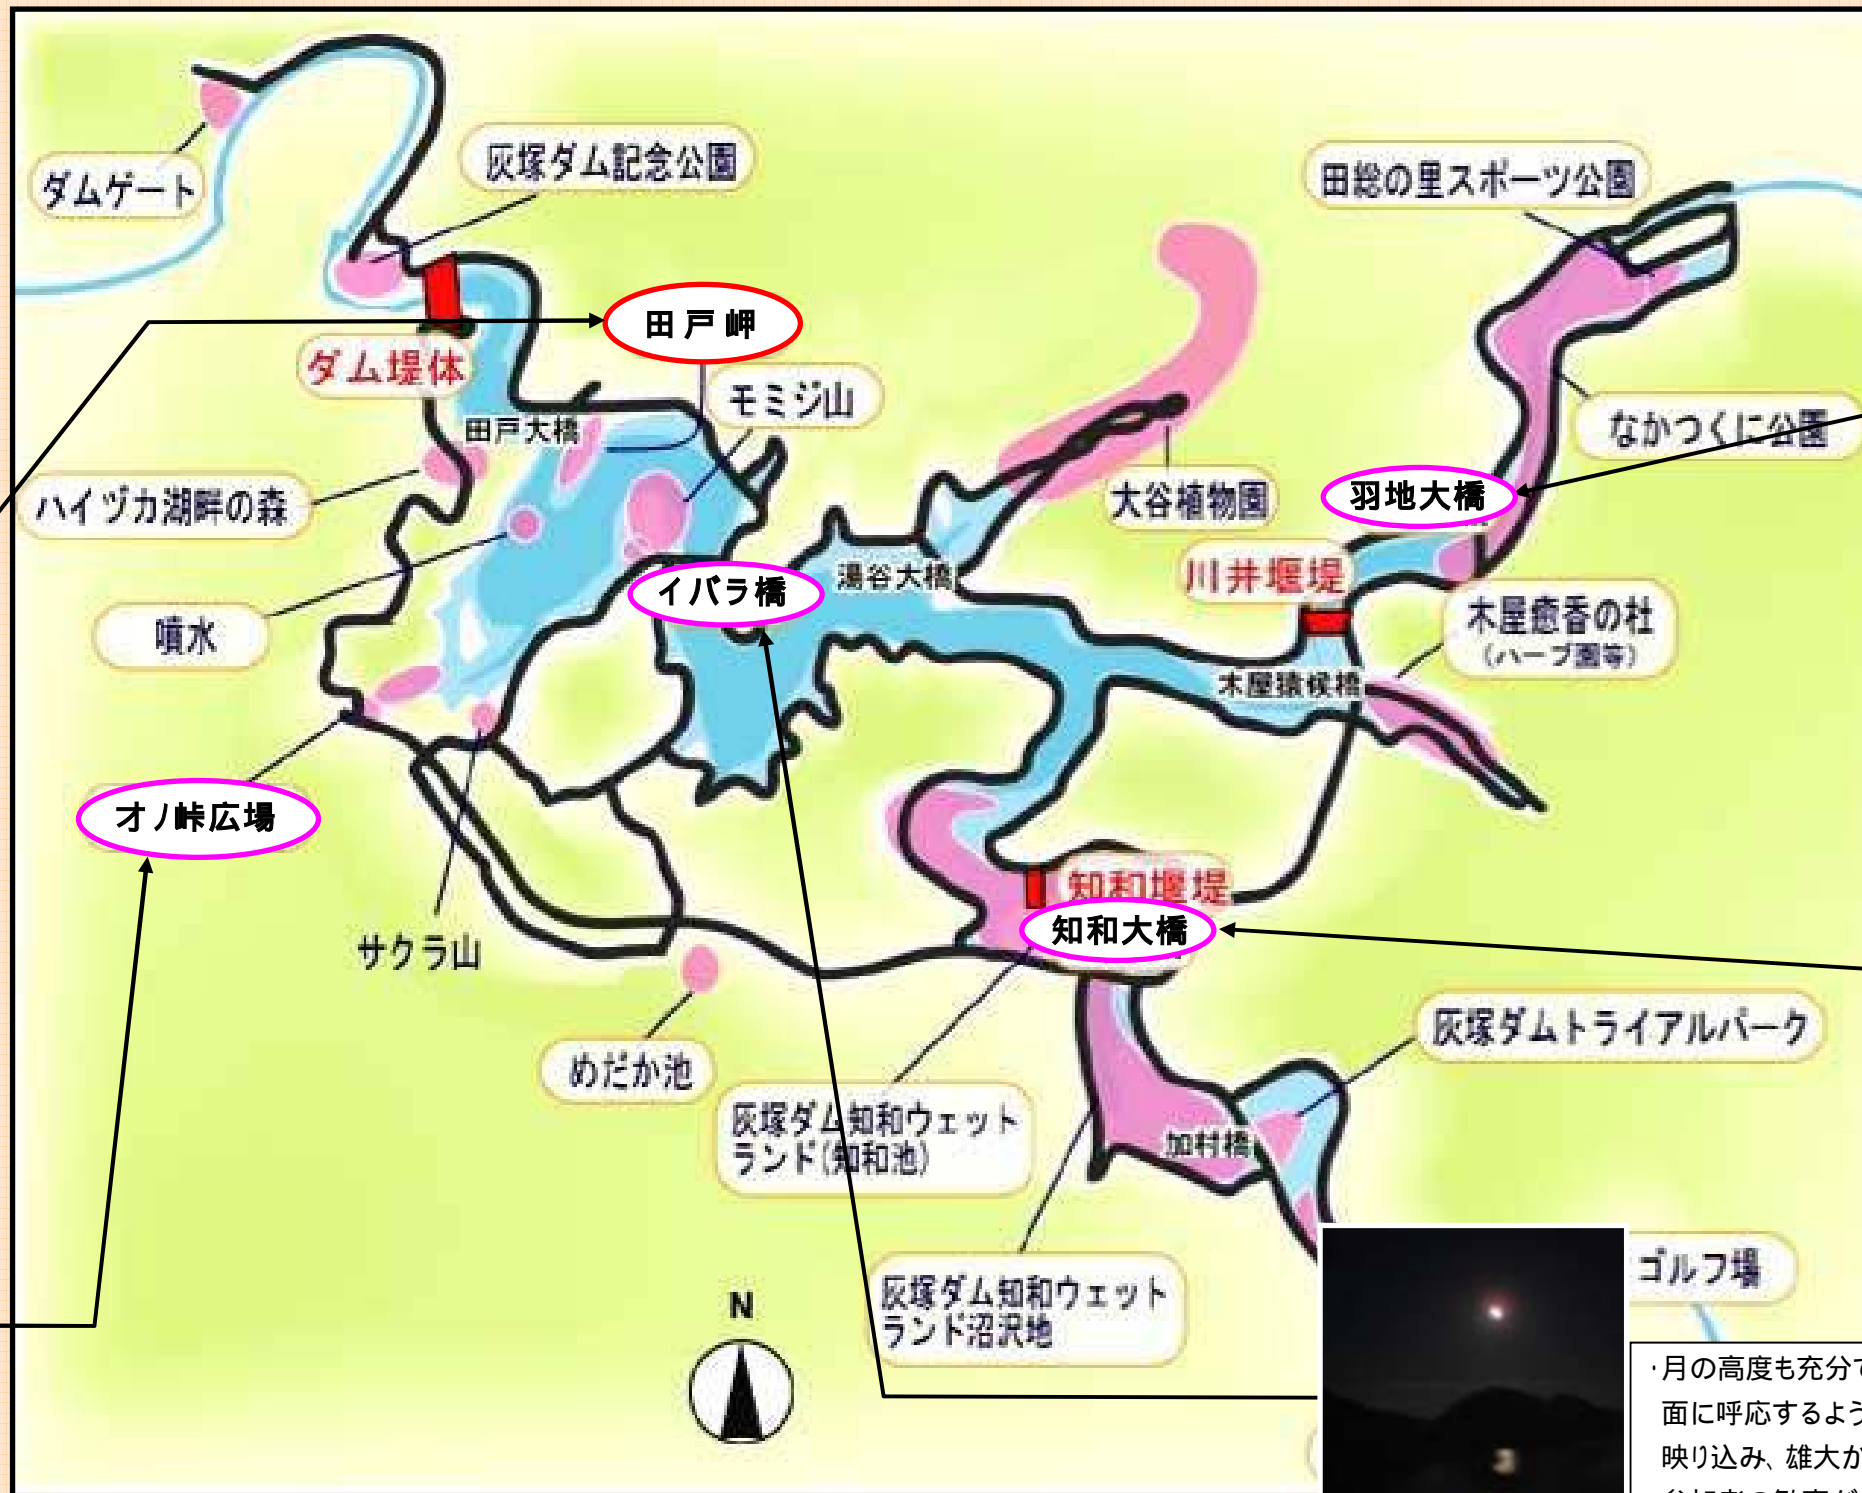 ダムゲート
灰塚ダム記念公園
田総の里スポーツ公園
田戸岬
ダム堤体
モミジ山
田戸大橋
なかつくに公園
ハイヅカ湖畔の森
大谷植物園
羽地大橋
イバラ橋
湯谷大橋
川井堰堤
噴水
木屋癒香の杜
(ハーブ園等)
木屋猿候橋
オノ峠広場
知和堰堤
知和大橋
サクラ山
めだか池
灰塚ダムトライアルパーク
灰塚ダム知和ウェット
ランド(知和池)
加村橋
灰塚ダム知和ウェット
ランド沼沢地
ゴルフ場
N
・月の高度も充分で
面に呼応するよう
映り込み、雄大か